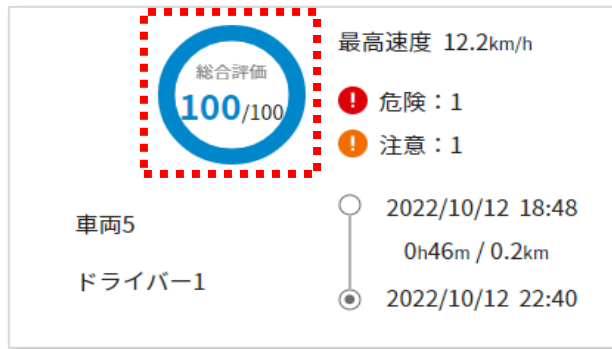 総合評価
100/100
最高速度 12.2km/h
! 危険：1
! 注意：1
車両5
ドライバー1
2022/10/12 18:48
0h46m / 0.2km
2022/10/12 22:40